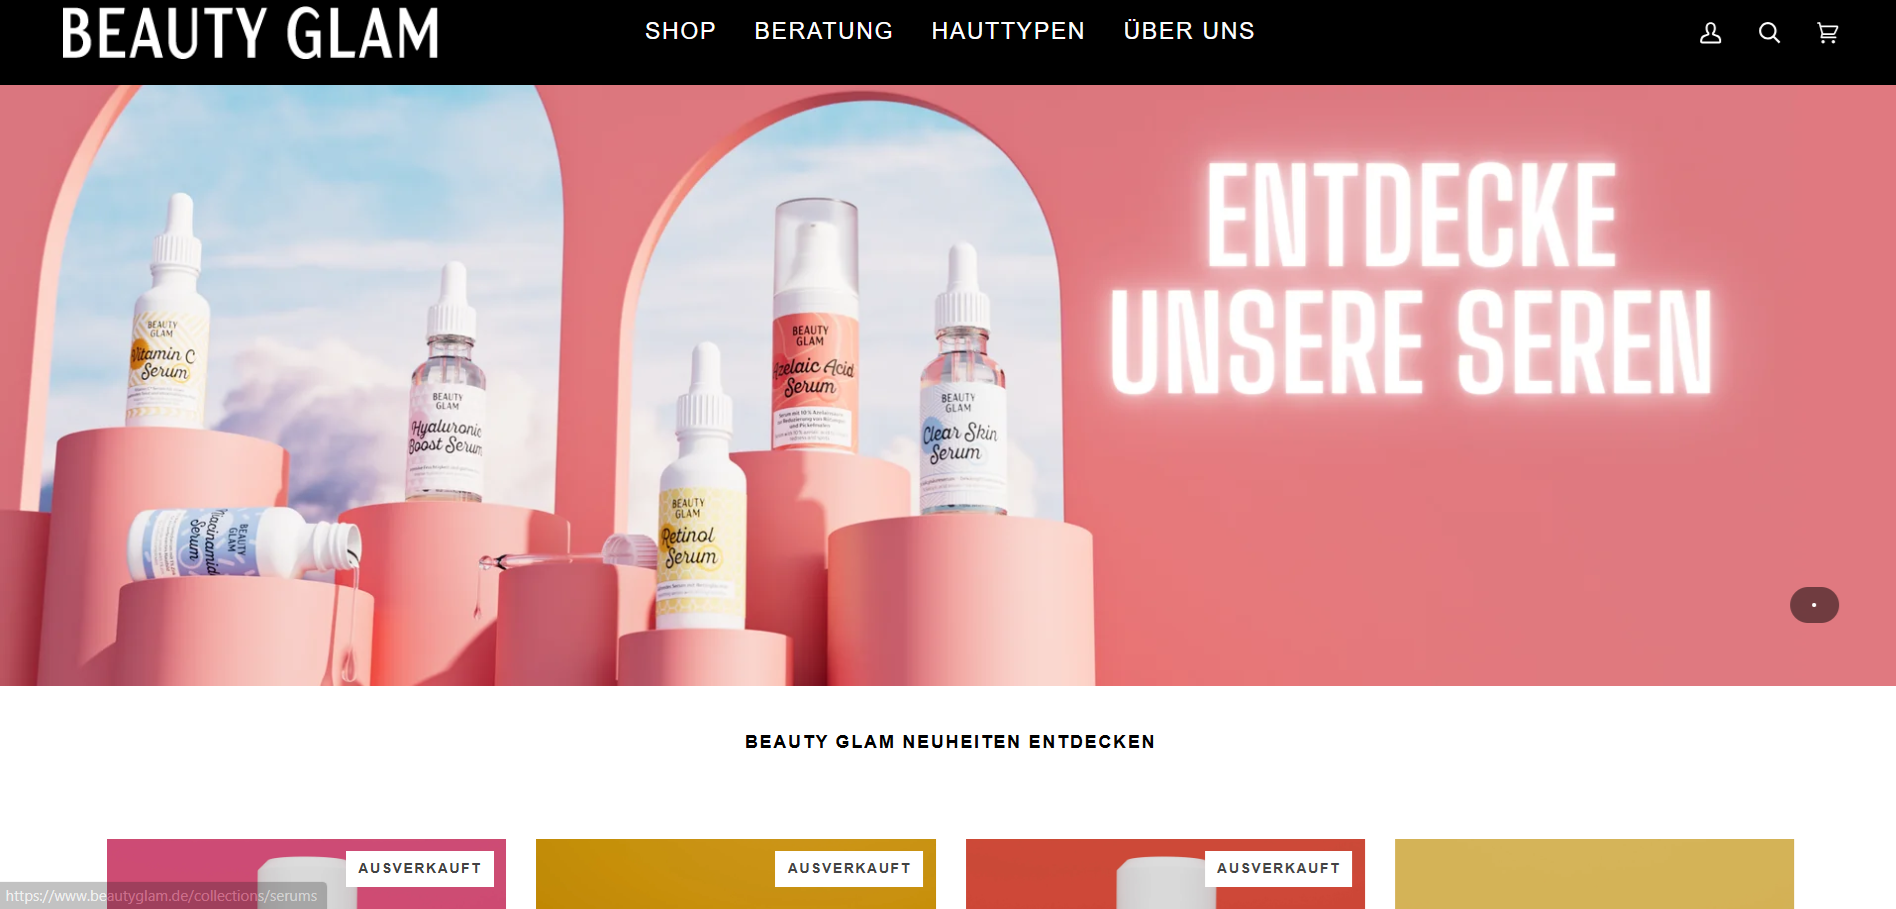 BEAUTY GLAM
SHOP BERATUNG HAUTTYPEN ÜBER UNS
ENTDECKE
UNSERE SEREN
BEAUTY
GLAM
Vitamin C
Serum
BEAUTY
GLAM
Hyaluronic
Boost Serum
BEAUTY
GLAM
Azelaic Acid
Serum
BEAUTY
GLAM
Clear Skin
Serum
BEAUTY
GLAM
Retinol
Serum
BEAUTY
GLAM
Niacinamide
Serum
BEAUTY GLAM NEUHEITEN ENTDECKEN
AUSVERKAUFT
AUSVERKAUFT
AUSVERKAUFT
https://www.beautyglam.de/collections/serums